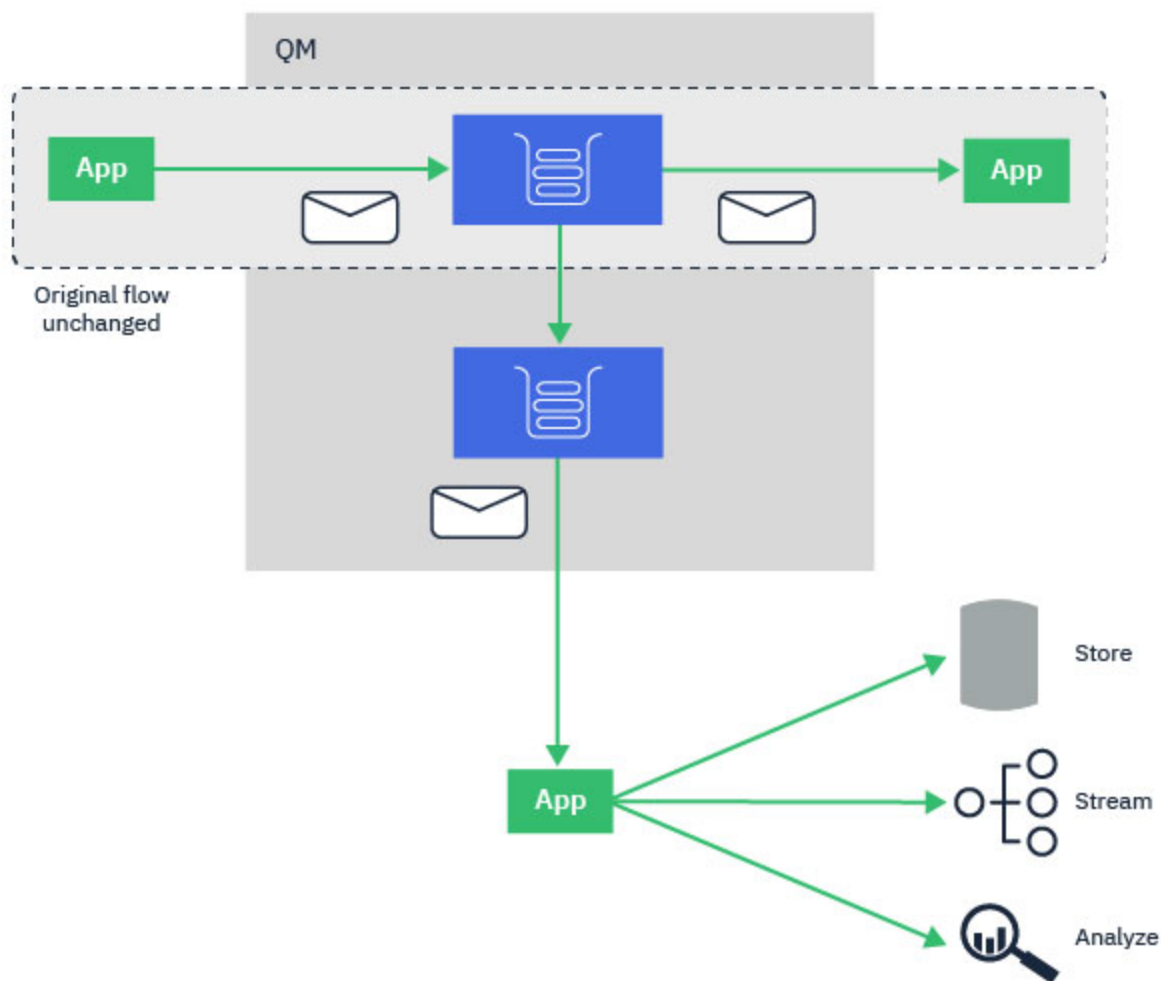 QM
App
App
Original flow
unchanged
App
Store
Stream
Analyze